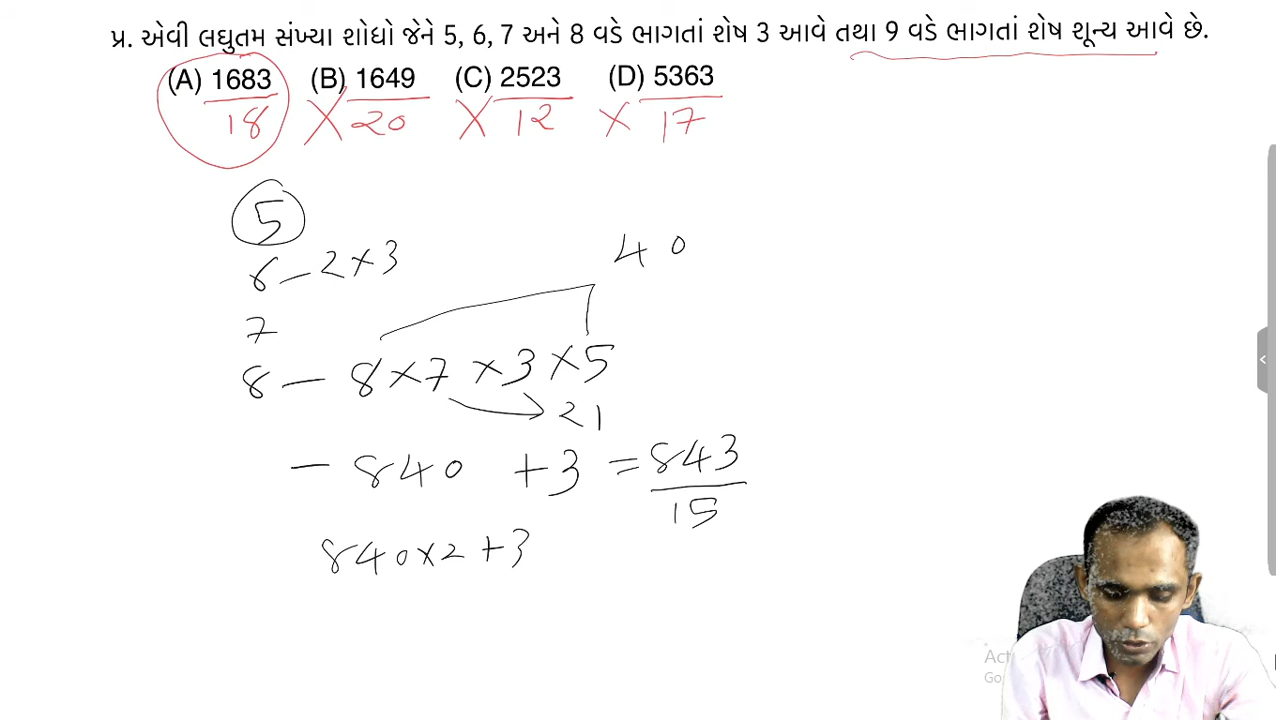 પ્ર. એવી લઘુતમ સંખ્યા શોધો જેને 5, 6, 7 અને 8 વડે ભાગતાં શેષ 3 આવે તથા 9 વડે ભાગતાં શેષ શૂન્ય આવે છે.
(A) 1683 (B) 1649 (C) 2523 (D) 5363
18 X 20 X 12 X 17
5
6 - 2 × 3
40
7
8 - 8 × 7 × 3 × 5
21
- 840 + 3 = 843
15
840 × 2 + 3
Act
Go